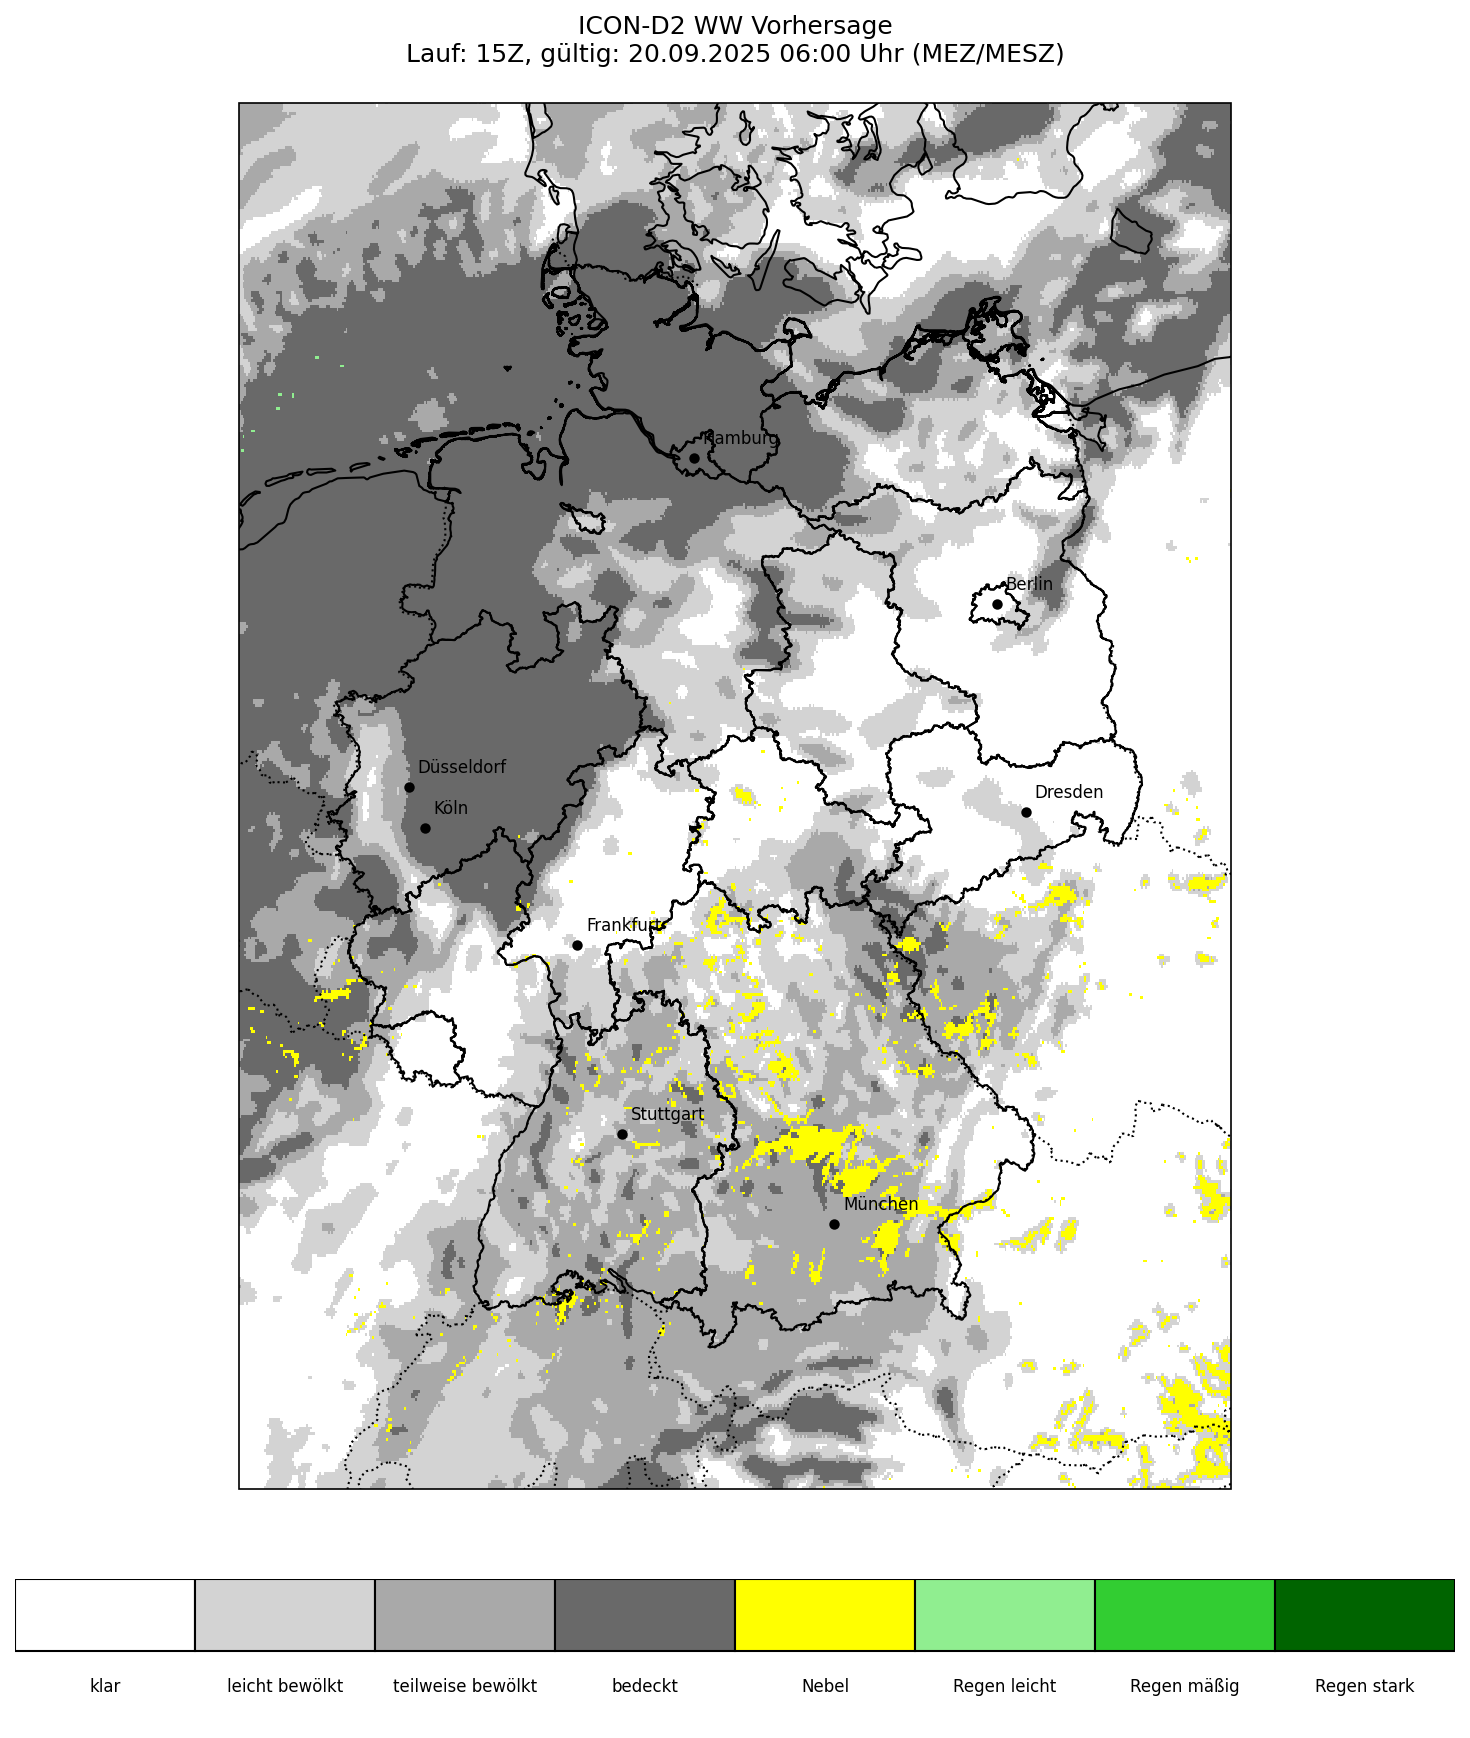 ICON-D2 WW Vorhersage
Lauf: 15Z, gültig: 20.09.2025 06:00 Uhr (MEZ/MESZ)
Hamburg
Berlin
Düsseldorf
Köln
Dresden
Frankfurt
Stuttgart
München
klar
leicht bewölkt
teilweise bewölkt
bedeckt
Nebel
Regen leicht
Regen mäßig
Regen stark